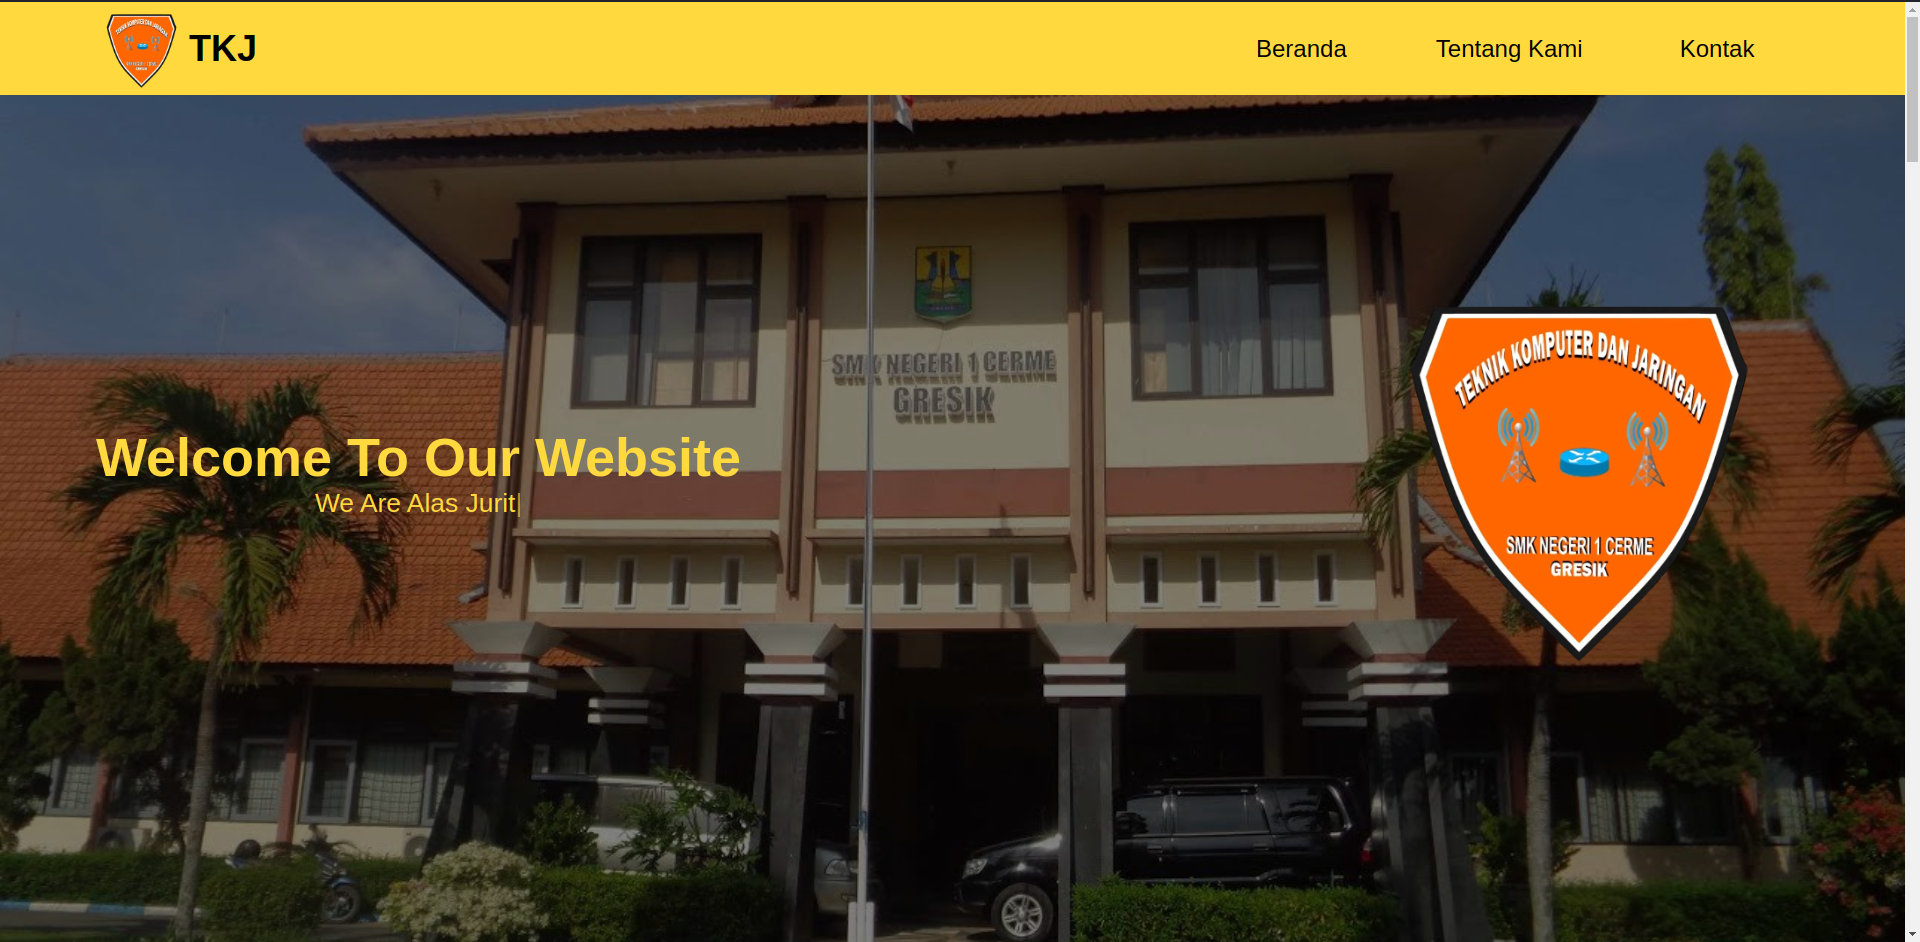 TKJ
Beranda
Tentang Kami
Kontak
SMK NEGERI 1 CERME
GRESIK
Welcome To Our Website
We Are Alas Jurit|
TEKNIK KOMPUTER DAN JARINGAN
SMK NEGERI 1 CERME
GRESIK